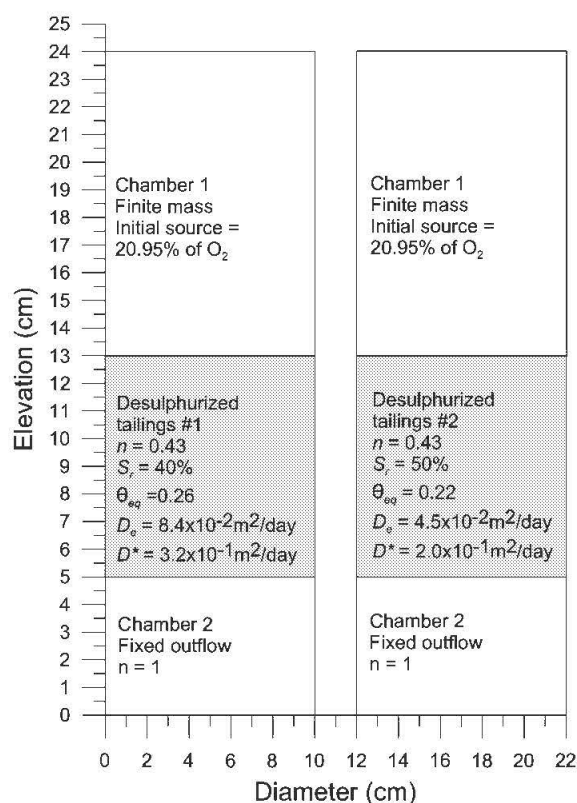 25
24
23
22
21
20
19
18
17
16
15
14
13
12
11
10
9
8
7
6
5
4
3
2
1
0
Elevation (cm)
Chamber 1
Finite mass
Initial source =
20.95% of O₂
Desulphurized
tailings #1
n = 0.43
Sᵣ = 40%
θeq =0.26
Dₑ = 8.4x10⁻²m²/day
D* = 3.2x10⁻¹m²/day
Chamber 2
Fixed outflow
n = 1
Chamber 1
Finite mass
Initial source =
20.95% of O₂
Desulphurized
tailings #2
n = 0.43
Sᵣ = 50%
θeq =0.22
Dₑ = 4.5x10⁻²m²/day
D* = 2.0x10⁻¹m²/day
Chamber 2
Fixed outflow
n = 1
0 2 4 6 8 10 12 14 16 18 20 22
Diameter (cm)